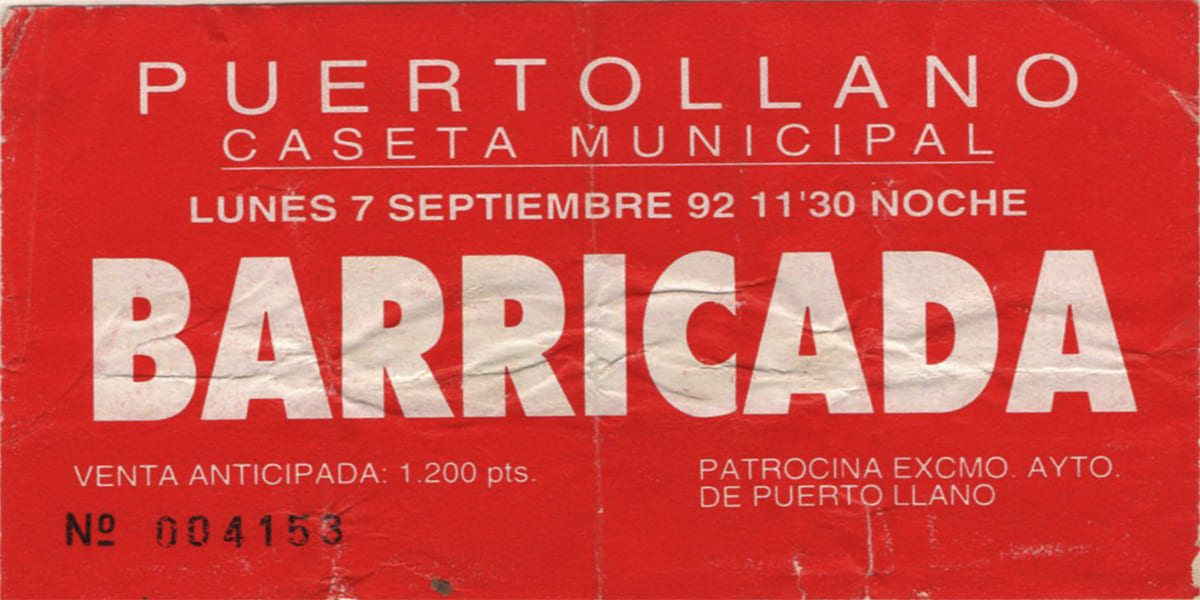 PUERTOLLANO
CASETA MUNICIPAL
LUNES 7 SEPTIEMBRE 92 11'30 NOCHE
BARRICADA
VENTA ANTICIPADA: 1.200 pts.
PATROCINA EXCMO. AYTO.
DE PUERTO LLANO
Nº 004153